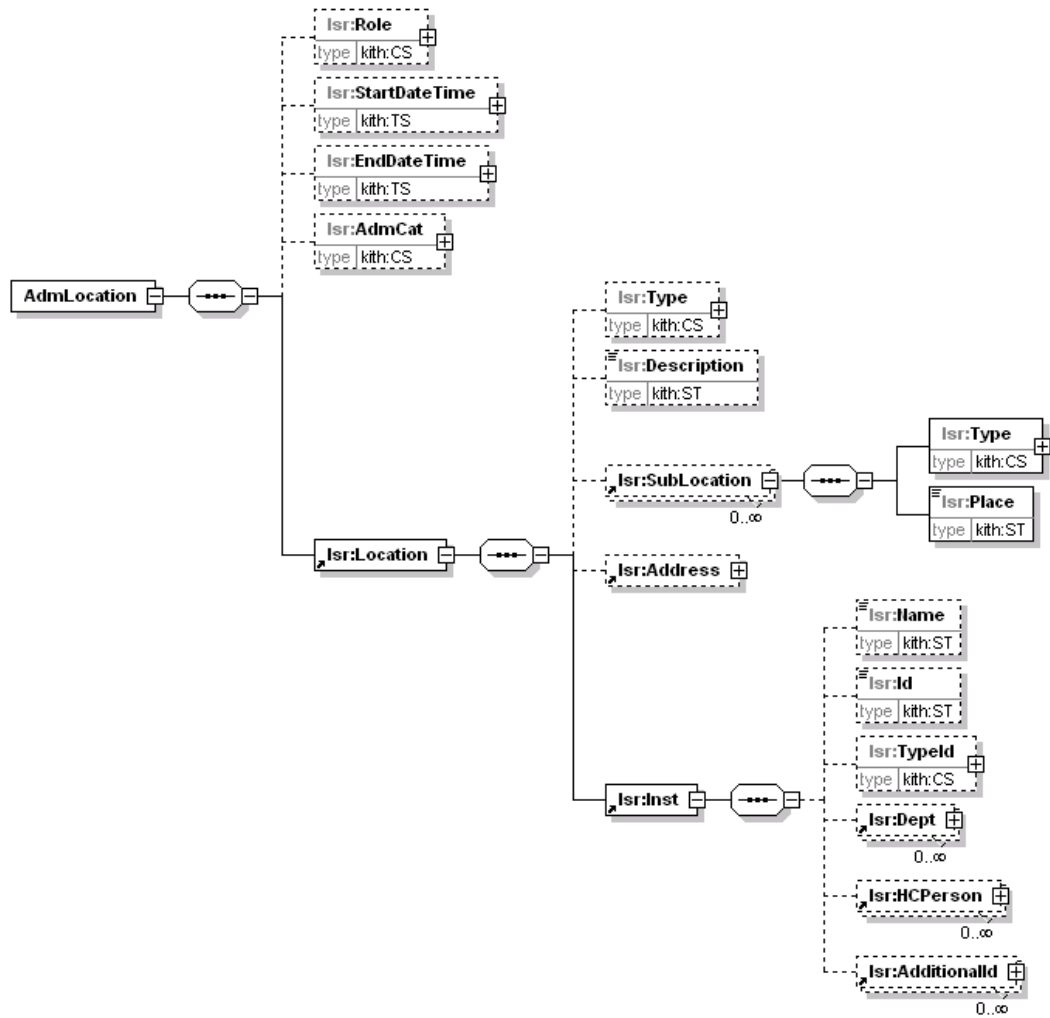 lsr:Role
type kith:CS
lsr:StartDateTime
type kith:TS
lsr:EndDateTime
type kith:TS
lsr:AdmCat
type kith:CS
AdmLocation
lsr:Type
type kith:CS
lsr:Description
type kith:ST
lsr:SubLocation
0..∞
lsr:Type
type kith:CS
lsr:Place
type kith:ST
lsr:Location
lsr:Address
lsr:Name
type kith:ST
lsr:Id
type kith:ST
lsr:TypeId
type kith:CS
lsr:Inst
lsr:Dept
0..∞
lsr:HCPerson
0..∞
lsr:AdditionalId
0..∞